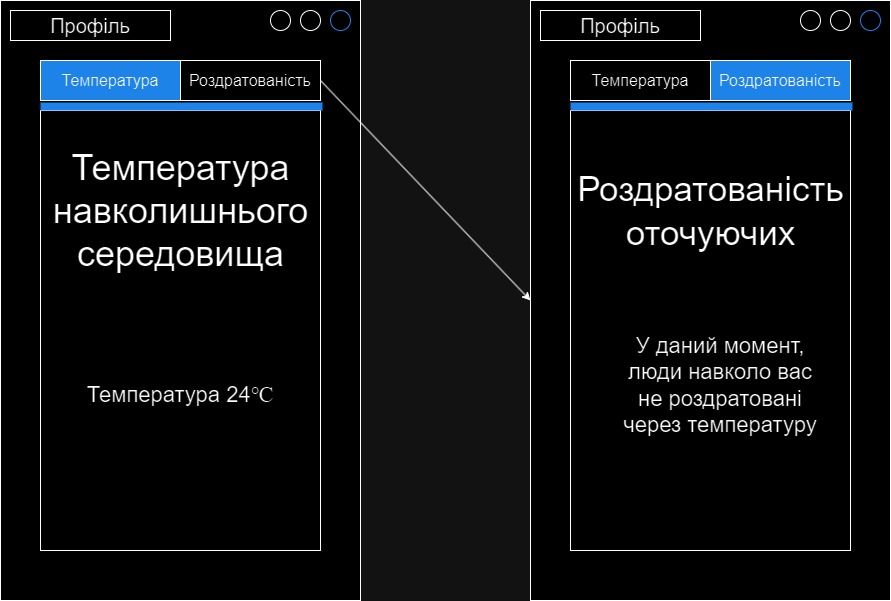 Профіль
Температура
Роздратованість
Температура
навколишнього
середовища
Температура 24℃
Профіль
Температура
Роздратованість
Роздратованість
оточуючих
У даний момент,
люди навколо вас
не роздратовані
через температуру